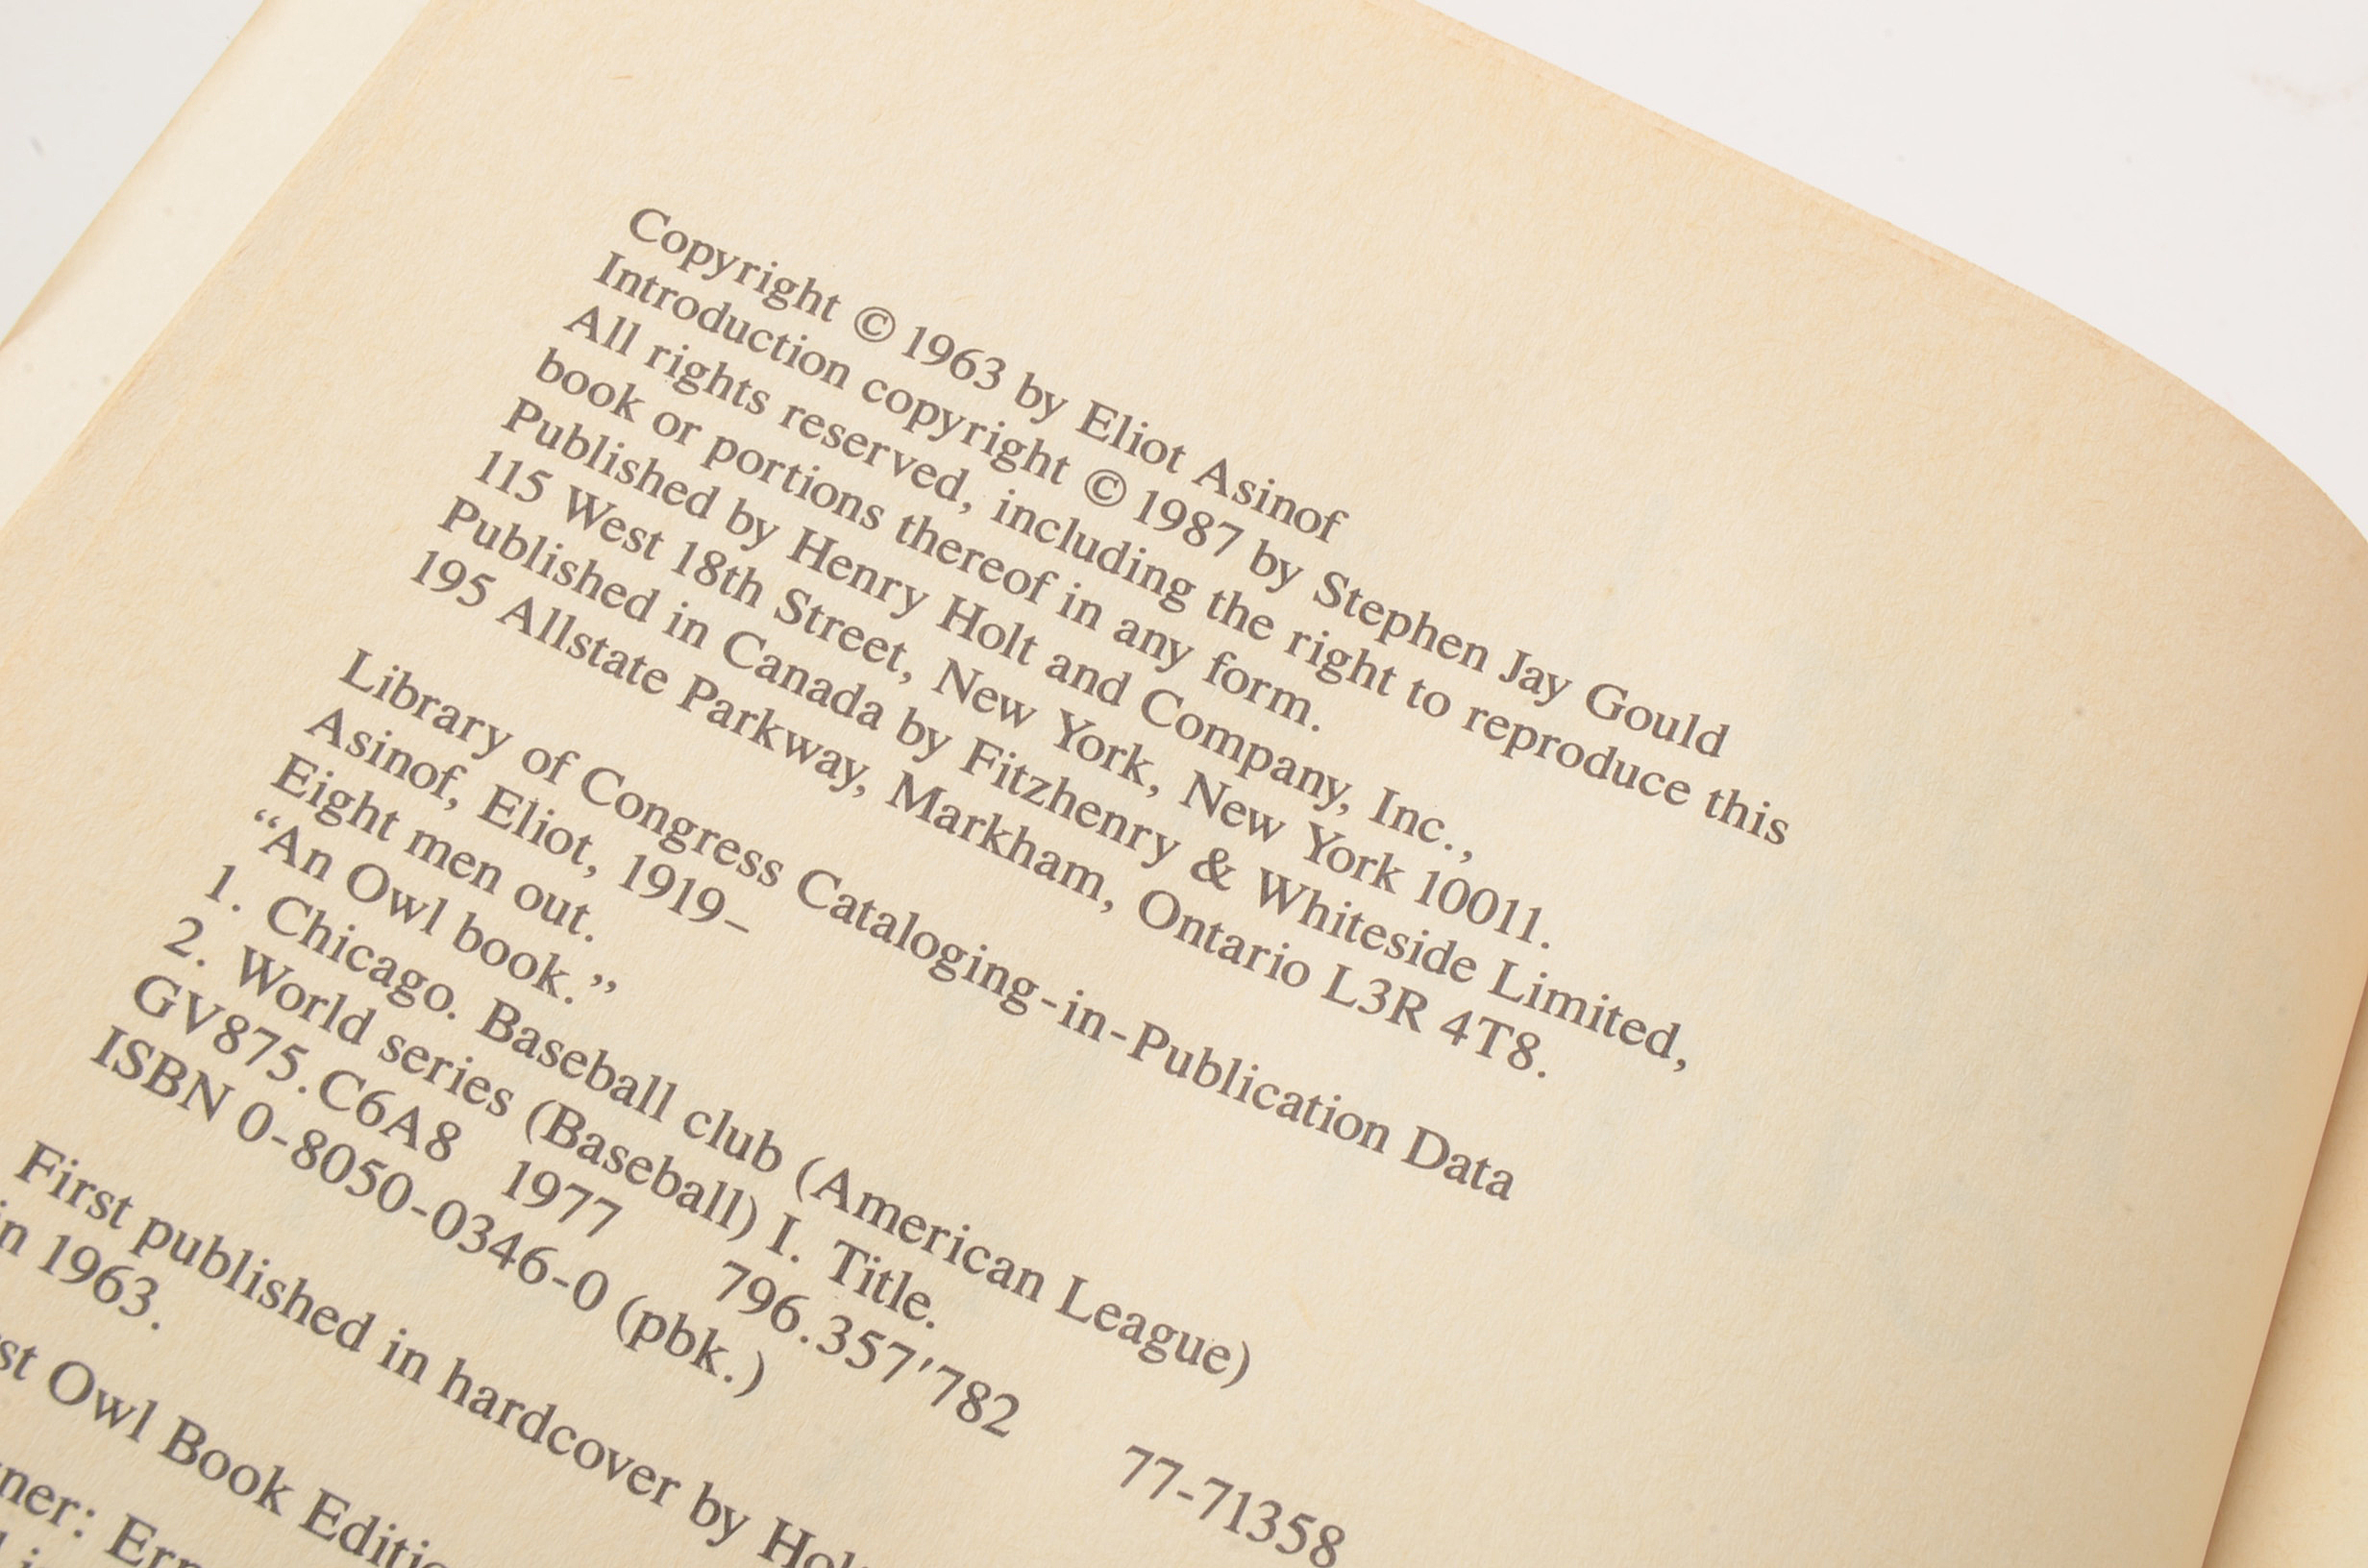 Copyright © 1963 by Eliot Asinof
Introduction copyright © 1987 by Stephen Jay Gould
All rights reserved, including the right to reproduce this
book or portions thereof in any form.
Published by Henry Holt and Company, Inc.,
115 West 18th Street, New York, New York 10011.
Published in Canada by Fitzhenry & Whiteside Limited,
195 Allstate Parkway, Markham, Ontario L3R 4T8.
Library of Congress Cataloging-in-Publication Data
Asinof, Eliot, 1919–
Eight men out.
“An Owl book.”
1. Chicago. Baseball club (American League)
2. World series (Baseball) I. Title.
GV875.C6A8 1977 796.357'782 77-71358
ISBN 0-8050-0346-0 (pbk.)
First published in hardcover by
in 1963.
Owl Book